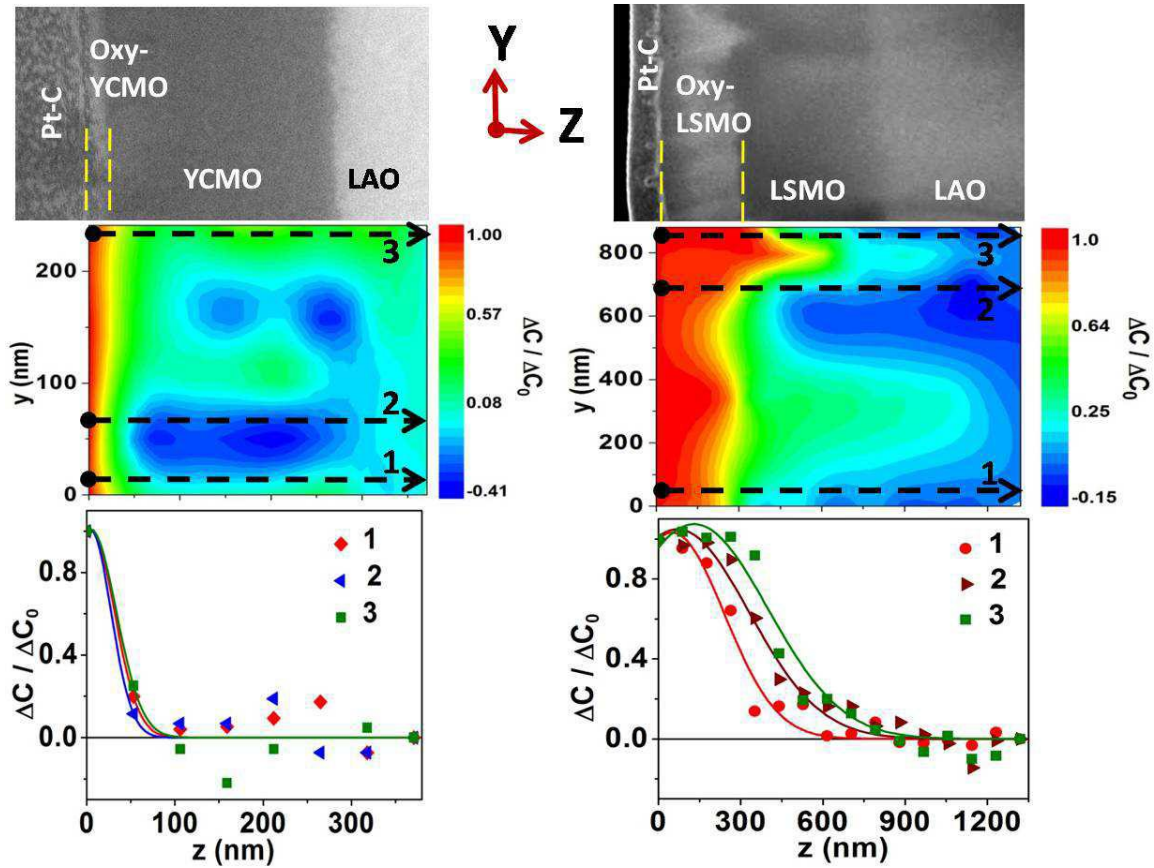 Pt-C
Oxy-
YCMO
YCMO
LAO
Y
Z
Pt-C
Oxy-
LSMO
LSMO
LAO
y (nm)
200
100
0
3
2
1
1.00
0.57
0.08
-0.41
ΔC / ΔC₀
y (nm)
800
600
400
200
0
3
2
1
1.0
0.64
0.25
-0.15
ΔC / ΔC₀
ΔC / ΔC₀
0.8
0.4
0.0
1
2
3
0 100 200 300
z (nm)
ΔC / ΔC₀
0.8
0.4
0.0
1
2
3
0 300 600 900 1200
z (nm)